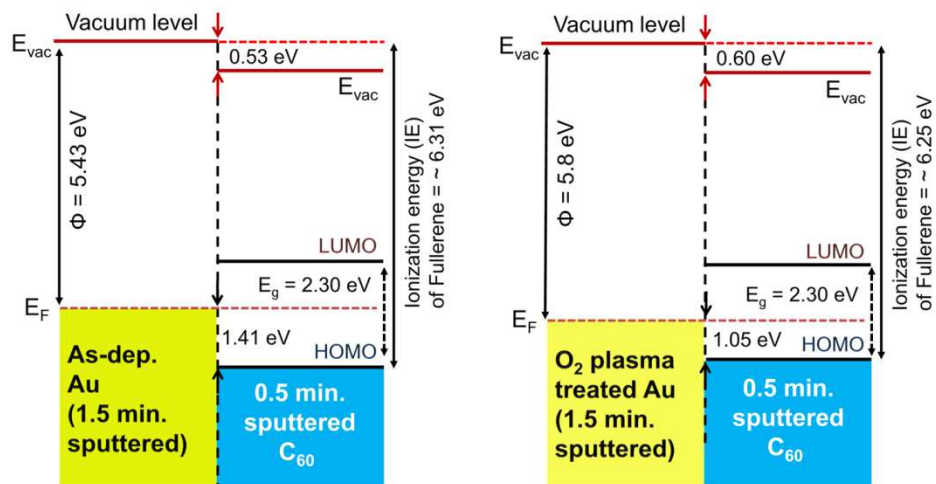 Vacuum level
E_vac
0.53 eV
E_vac
Φ = 5.43 eV
Ionization energy (IE)
of Fullerene = ~ 6.31 eV
LUMO
E_g = 2.30 eV
E_F
1.41 eV
HOMO
As-dep.
Au
(1.5 min.
sputtered)
0.5 min.
sputtered
C₆₀
Vacuum level
E_vac
0.60 eV
E_vac
Φ = 5.8 eV
Ionization energy (IE)
of Fullerene = ~ 6.25 eV
LUMO
E_g = 2.30 eV
E_F
1.05 eV
HOMO
O₂ plasma
treated Au
(1.5 min.
sputtered)
0.5 min.
sputtered
C₆₀